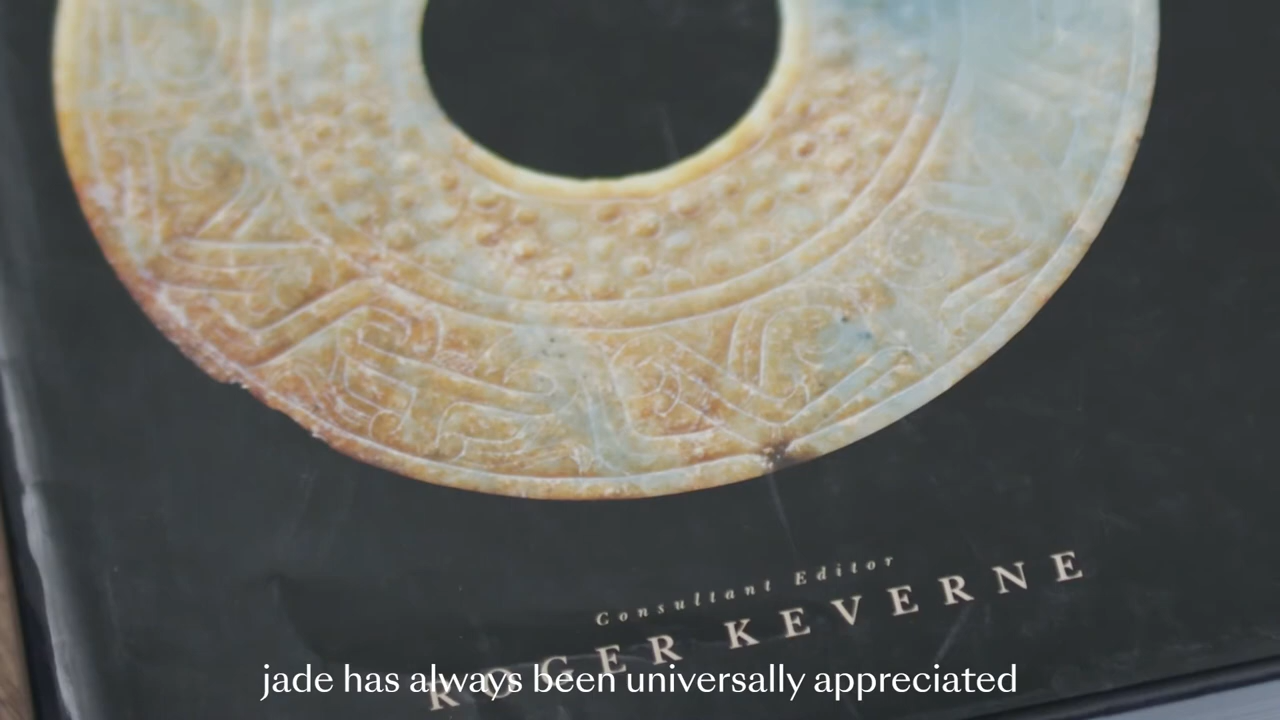 Consultant Editor
ROGER KEVERNE
jade has always been universally appreciated